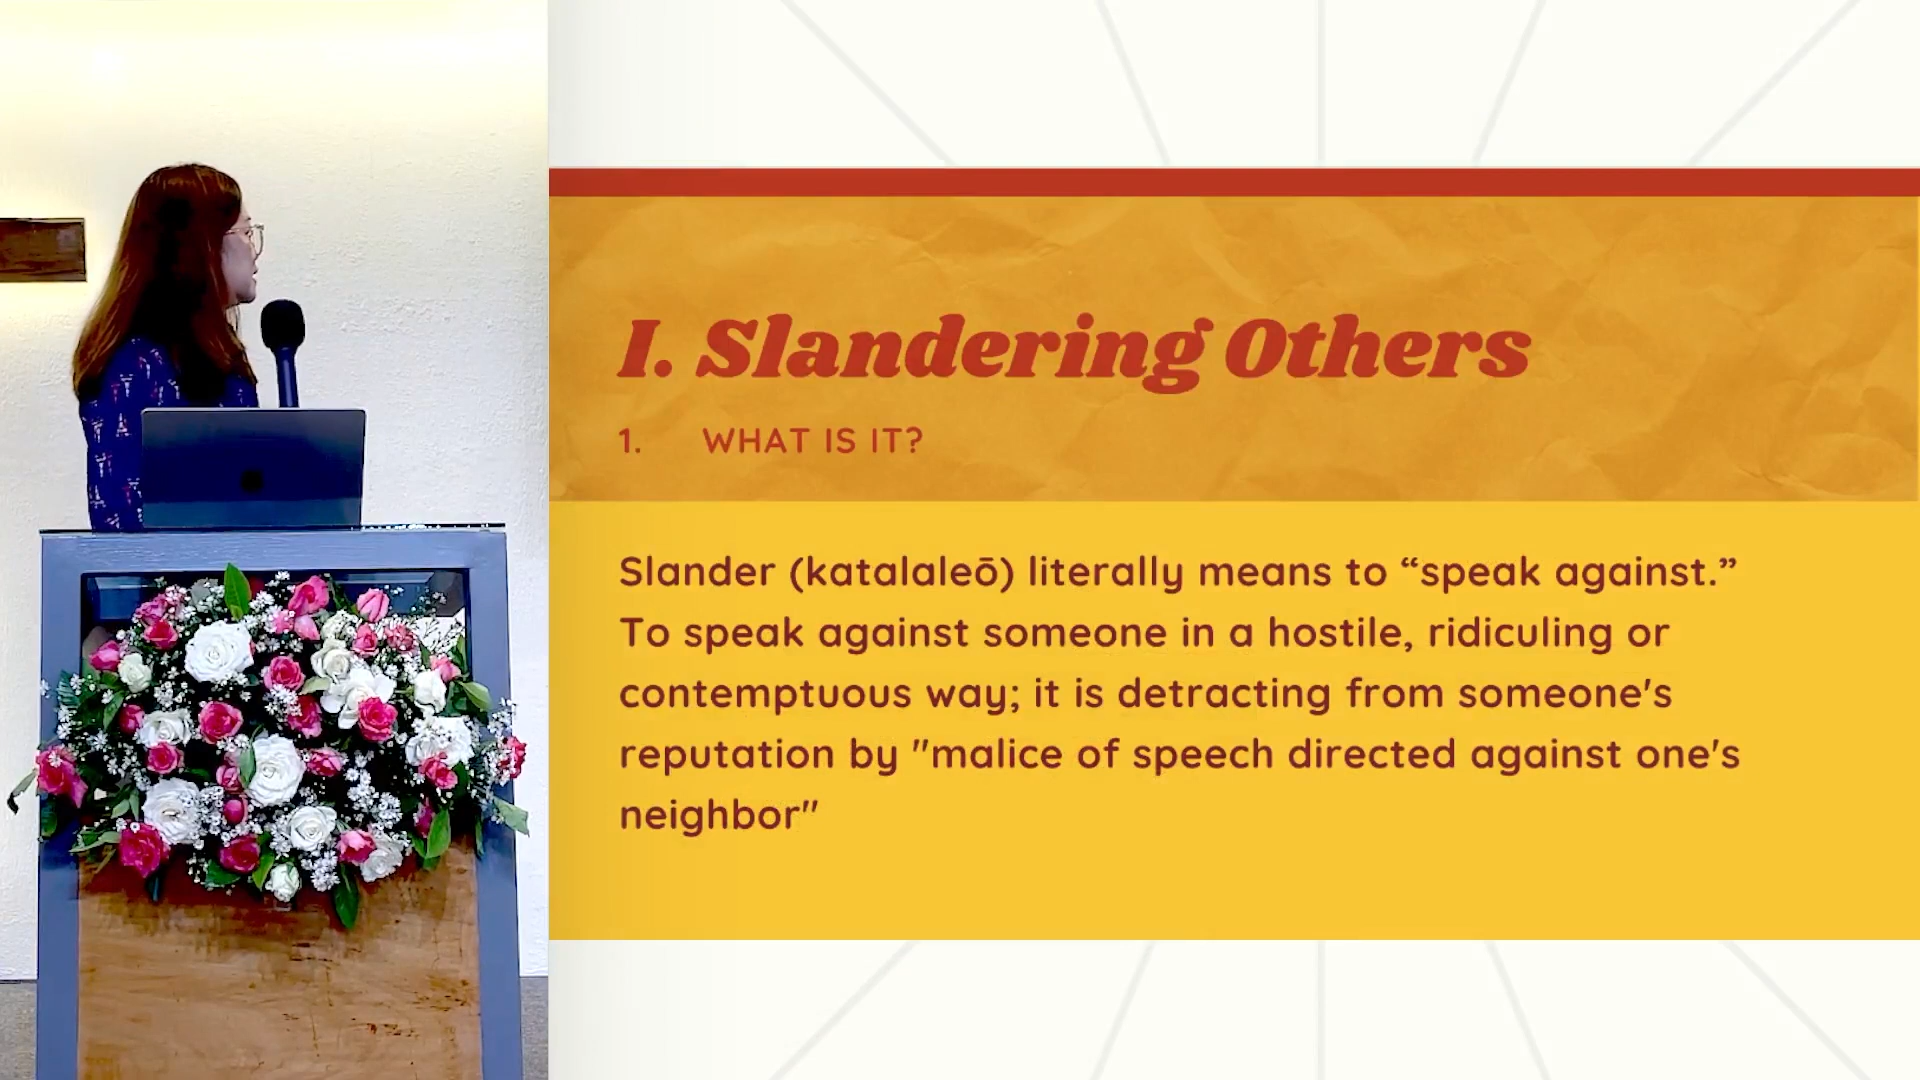 I. Slandering Others
1. WHAT IS IT?
Slander (katalaleō) literally means to “speak against.”
To speak against someone in a hostile, ridiculing or
contemptuous way; it is detracting from someone's
reputation by "malice of speech directed against one's
neighbor"